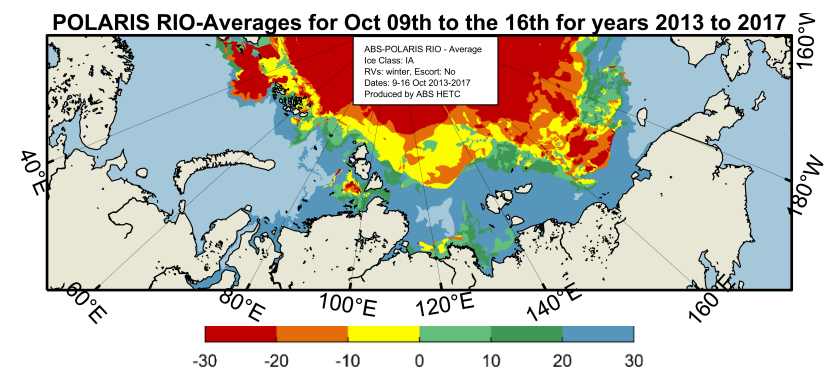 POLARIS RIO-Averages for Oct 09th to the 16th for years 2013 to 2017
ABS-POLARIS RIO - Average
Ice Class: IA
RVs: winter, Escort: No
Dates: 9-16 Oct 2013-2017
Produced by ABS HETC
160°W
40°E
180°W
60°E
80°E
100°E
120°E
140°E
160°E
-30
-20
-10
0
10
20
30